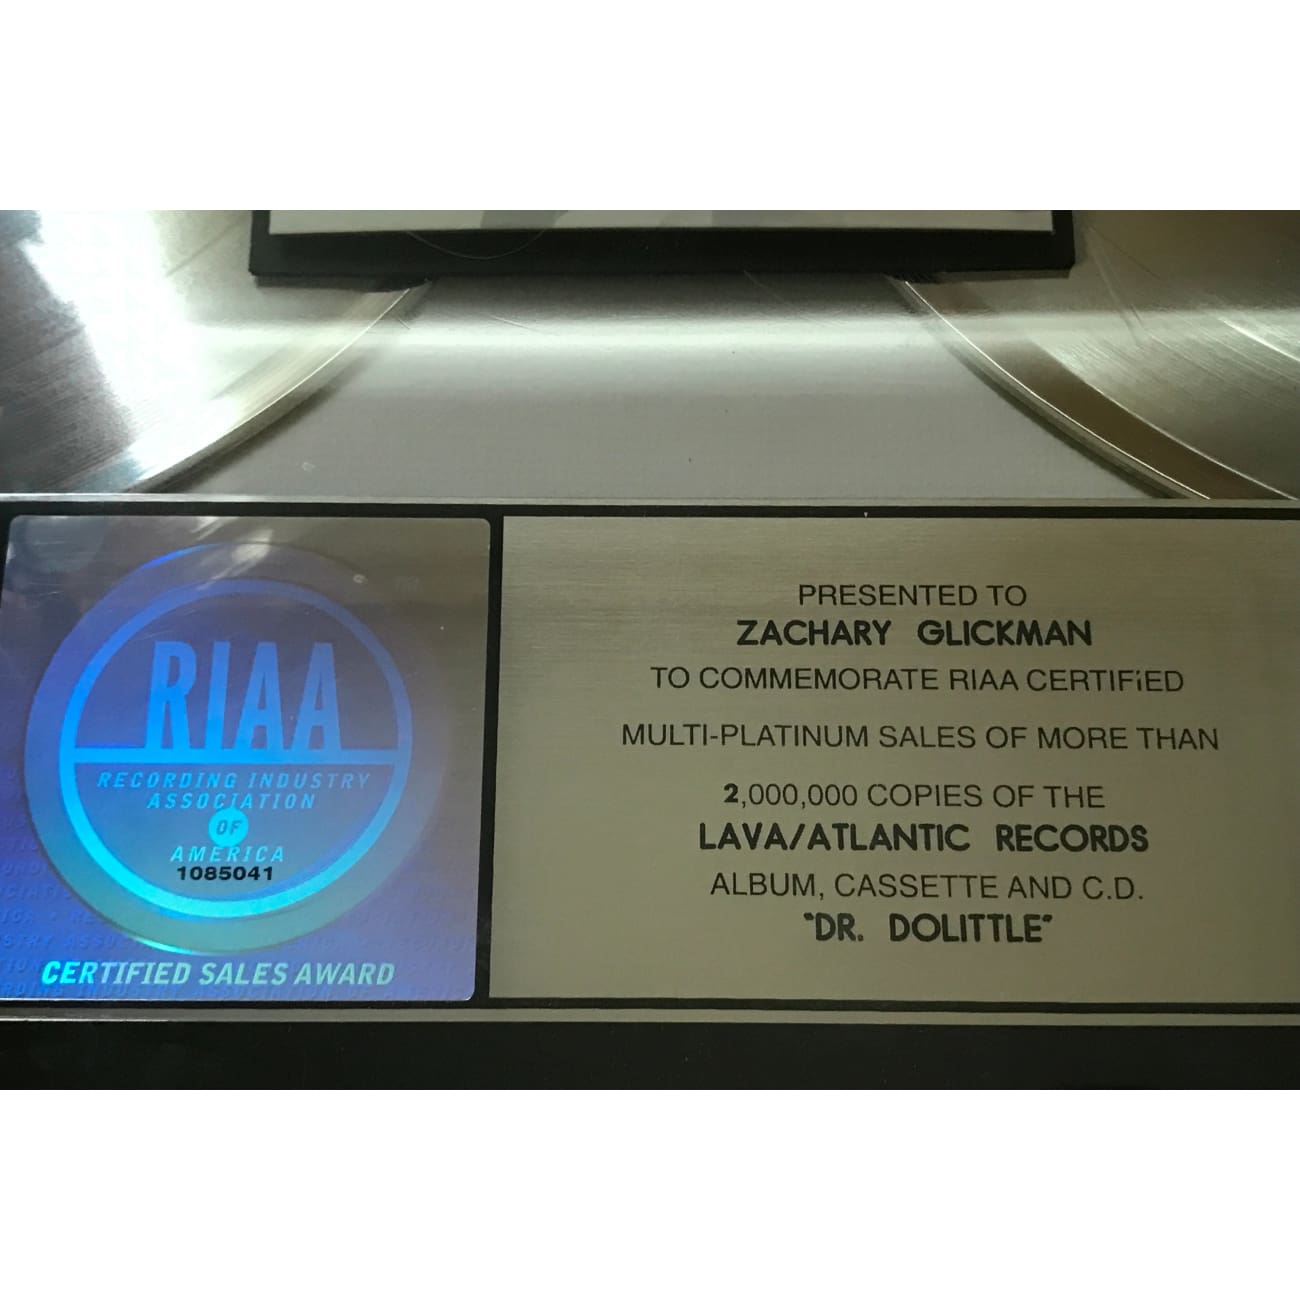 RIAA
RECORDING INDUSTRY
ASSOCIATION
OF
AMERICA
1085041
CERTIFIED SALES AWARD
PRESENTED TO
ZACHARY GLICKMAN
TO COMMEMORATE RIAA CERTIFiED
MULTI-PLATINUM SALES OF MORE THAN
2,000,000 COPIES OF THE
LAVA/ATLANTIC RECORDS
ALBUM, CASSETTE AND C.D.
"DR. DOLITTLE"